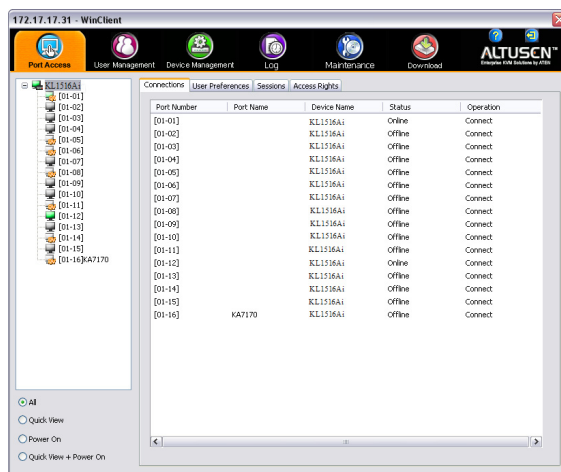 172.17.17.31 - WinClient
Port Access User Management Device Management Log Maintenance Download
ALTUSEN™
Enterprise KVM Solutions by ATEN
KL1516Ai
[01-01]
[01-02]
[01-03]
[01-04]
[01-05]
[01-06]
[01-07]
[01-08]
[01-09]
[01-10]
[01-11]
[01-12]
[01-13]
[01-14]
[01-15]
[01-16]KA7170
All
Quick View
Power On
Quick View + Power On
Connections User Preferences Sessions Access Rights
Port Number Port Name Device Name Status Operation
[01-01] KL1516Ai Online Connect
[01-02] KL1516Ai Offline Connect
[01-03] KL1516Ai Offline Connect
[01-04] KL1516Ai Offline Connect
[01-05] KL1516Ai Offline Connect
[01-06] KL1516Ai Offline Connect
[01-07] KL1516Ai Offline Connect
[01-08] KL1516Ai Offline Connect
[01-09] KL1516Ai Offline Connect
[01-10] KL1516Ai Offline Connect
[01-11] KL1516Ai Offline Connect
[01-12] KL1516Ai Online Connect
[01-13] KL1516Ai Offline Connect
[01-14] KL1516Ai Offline Connect
[01-15] KL1516Ai Offline Connect
[01-16] KA7170 KL1516Ai Offline Connect